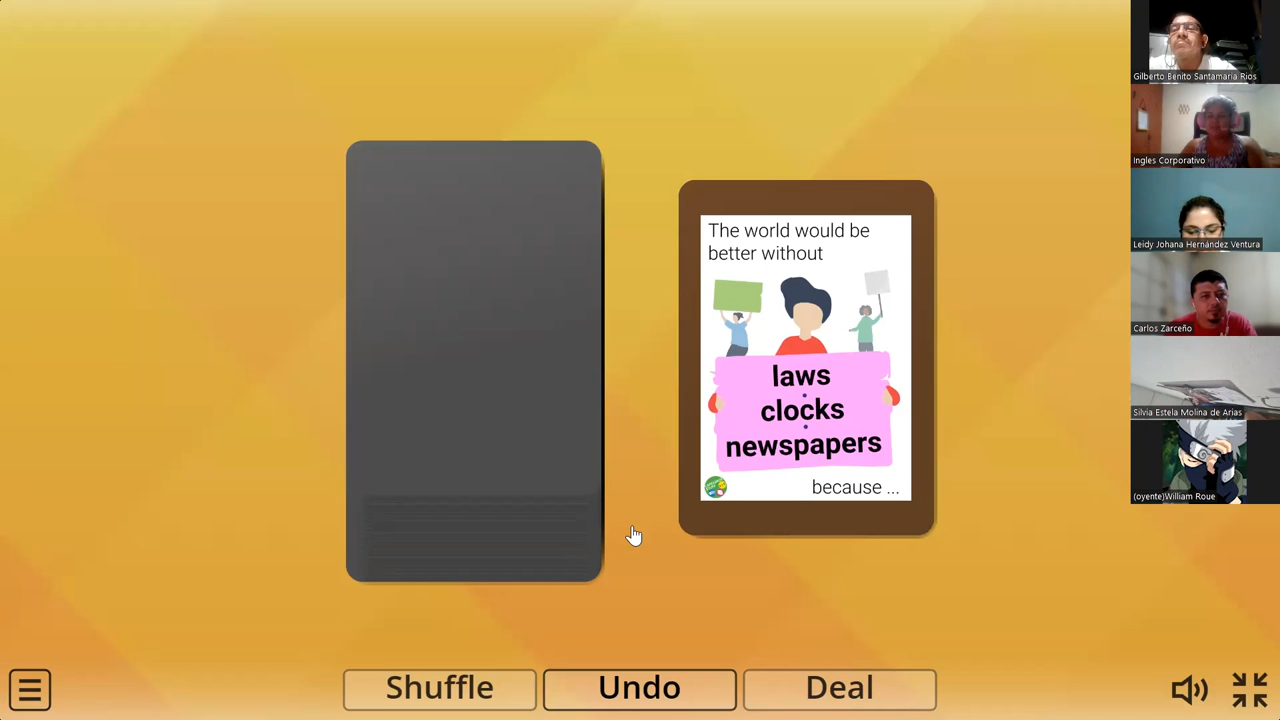 The world would be
better without
laws
clocks
newspapers
because ...
Shuffle
Undo
Deal
Gilberto Benito Santamaria Rios
Ingles Corporativo
Leidy Johana Hernández Ventura
Carlos Zarceño
Silvia Estela Molina de Arias
(oyente)William Roue